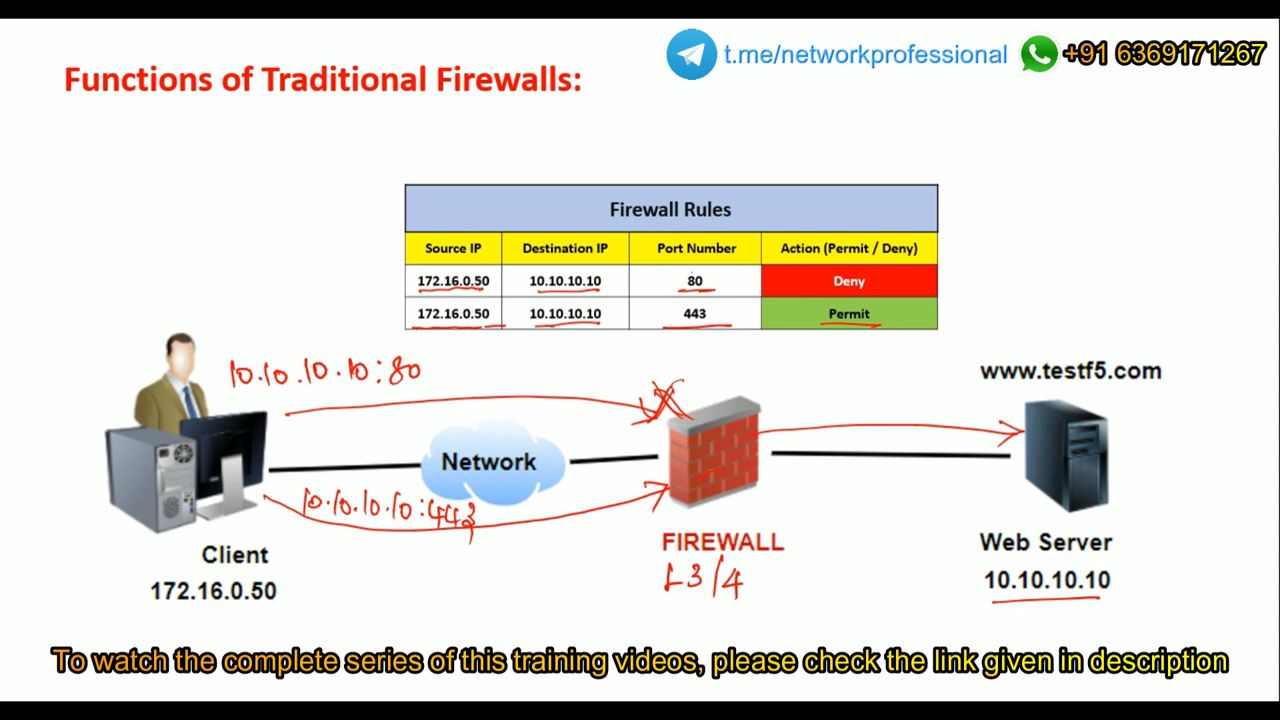 t.me/networkprofessional +91 6369171267
Functions of Traditional Firewalls:
Firewall Rules
Source IP Destination IP Port Number Action (Permit / Deny)
172.16.0.50 10.10.10.10 80 Deny
172.16.0.50 10.10.10.10 443 Permit
10.10.10.10:80
www.testf5.com
Network
10.10.10.10:443
Client
172.16.0.50
FIREWALL
L3/4
Web Server
10.10.10.10
To watch the complete series of this training videos, please check the link given in description